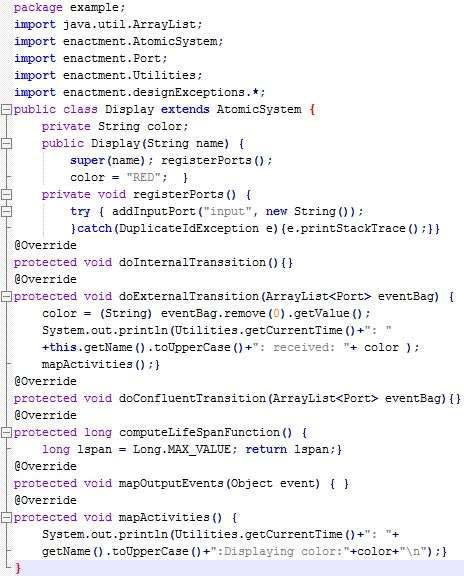 package example;
import java.util.ArrayList;
import enactment.AtomicSystem;
import enactment.Port;
import enactment.Utilities;
import enactment.designExceptions.*;
public class Display extends AtomicSystem {
private String color;
public Display(String name) {
super(name); registerPorts();
color = "RED"; }
private void registerPorts() {
try { addInputPort("input", new String());
}catch(DuplicateIdException e){e.printStackTrace();}}
@Override
protected void doInternalTranssition(){}
@Override
protected void doExternalTransition(ArrayList<Port> eventBag) {
color = (String) eventBag.remove(0).getValue();
System.out.println(Utilities.getCurrentTime()+": "
+this.getName().toUpperCase()+": received: "+ color );
mapActivities();}
@Override
protected void doConfluentTransition(ArrayList<Port> eventBag){}
@Override
protected long computeLifeSpanFunction() {
long lspan = Long.MAX_VALUE; return lspan;}
@Override
protected void mapOutputEvents(Object event) { }
@Override
protected void mapActivities() {
System.out.println(Utilities.getCurrentTime()+": "+
getName().toUpperCase()+":Displaying color:"+color+"\n");}
}